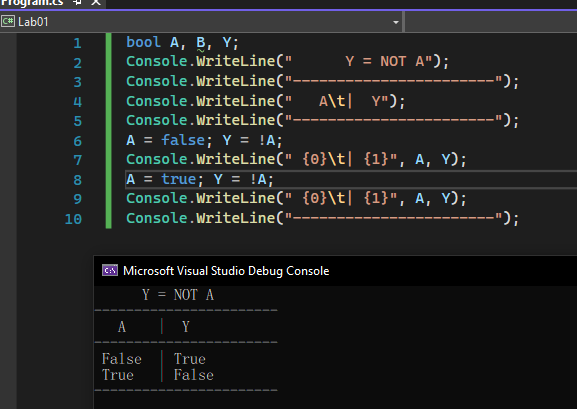 Program.cs
C# Lab01
1 bool A, B, Y;
2 Console.WriteLine("      Y = NOT A");
3 Console.WriteLine("-----------------------");
4 Console.WriteLine("   A\t|  Y");
5 Console.WriteLine("-----------------------");
6 A = false; Y = !A;
7 Console.WriteLine(" {0}\t| {1}", A, Y);
8 A = true; Y = !A;
9 Console.WriteLine(" {0}\t| {1}", A, Y);
10 Console.WriteLine("-----------------------");
C:\ Microsoft Visual Studio Debug Console
      Y = NOT A
-----------------------
   A    |  Y
-----------------------
 False  | True
 True   | False
-----------------------